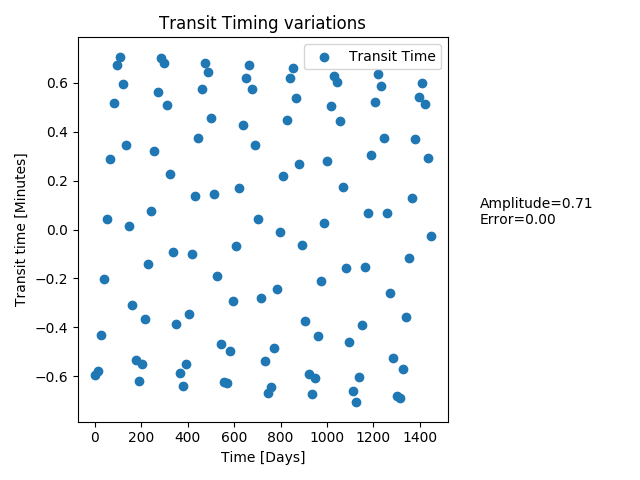 Transit Timing variations
Transit Time
Transit time [Minutes]
0.6
0.4
0.2
0.0
−0.2
−0.4
−0.6
0
200
400
600
800
1000
1200
1400
Time [Days]
Amplitude=0.71
Error=0.00